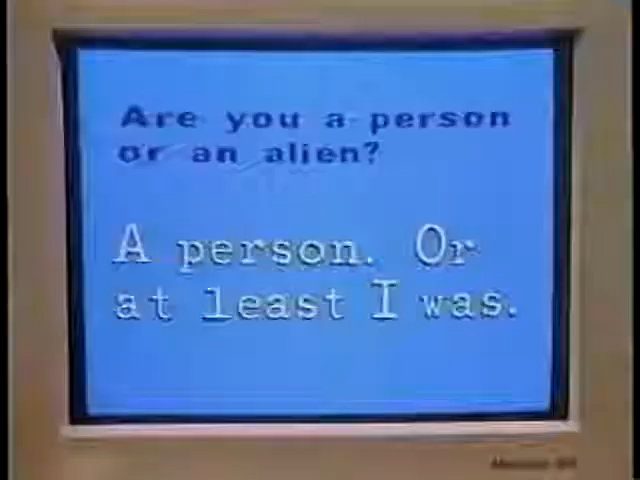 Are you a person
or an alien?
A person. Or
at least I was.